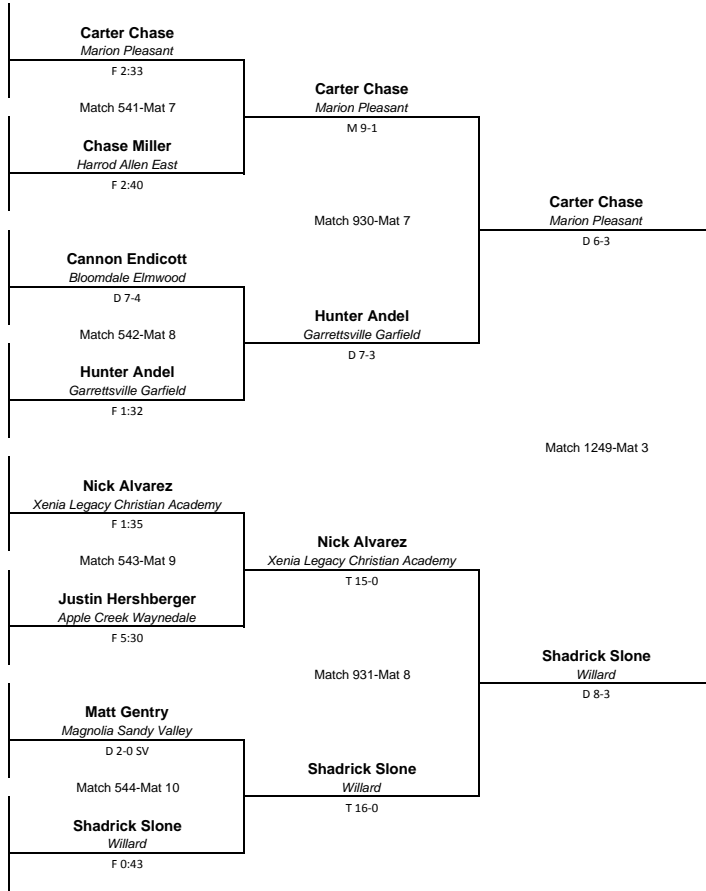 Carter Chase
Marion Pleasant
F 2:33
Match 541-Mat 7
Chase Miller
Harrod Allen East
F 2:40
Cannon Endicott
Bloomdale Elmwood
D 7-4
Match 542-Mat 8
Hunter Andel
Garrettsville Garfield
F 1:32
Nick Alvarez
Xenia Legacy Christian Academy
F 1:35
Match 543-Mat 9
Justin Hershberger
Apple Creek Waynedale
F 5:30
Matt Gentry
Magnolia Sandy Valley
D 2-0 SV
Match 544-Mat 10
Shadrick Slone
Willard
F 0:43
Carter Chase
Marion Pleasant
M 9-1
Match 930-Mat 7
Hunter Andel
Garrettsville Garfield
D 7-3
Nick Alvarez
Xenia Legacy Christian Academy
T 15-0
Match 931-Mat 8
Shadrick Slone
Willard
T 16-0
Carter Chase
Marion Pleasant
D 6-3
Match 1249-Mat 3
Shadrick Slone
Willard
D 8-3